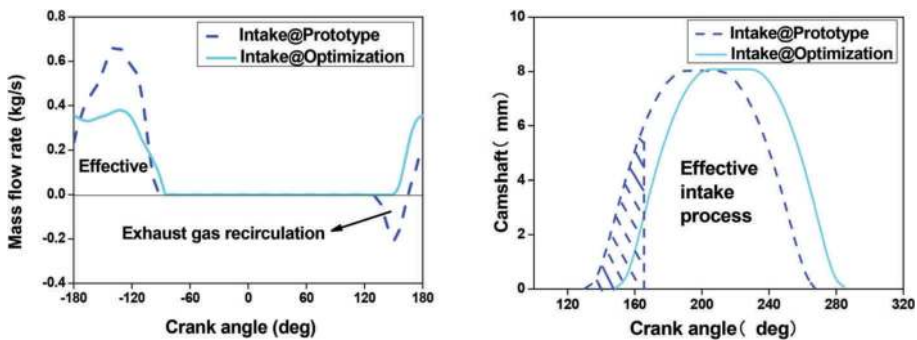 0.8
0.6
0.4
0.2
0.0
-0.2
-0.4
Mass flow rate (kg/s)
Intake@Prototype
Intake@Optimization
Effective
Exhaust gas recirculation
-180 -120 -60 0 60 120 180
Crank angle (deg)
10
8
6
4
2
0
Camshaft( mm)
Intake@Prototype
Intake@Optimization
Effective
intake
process
120 160 200 240 280 320
Crank angle( deg)